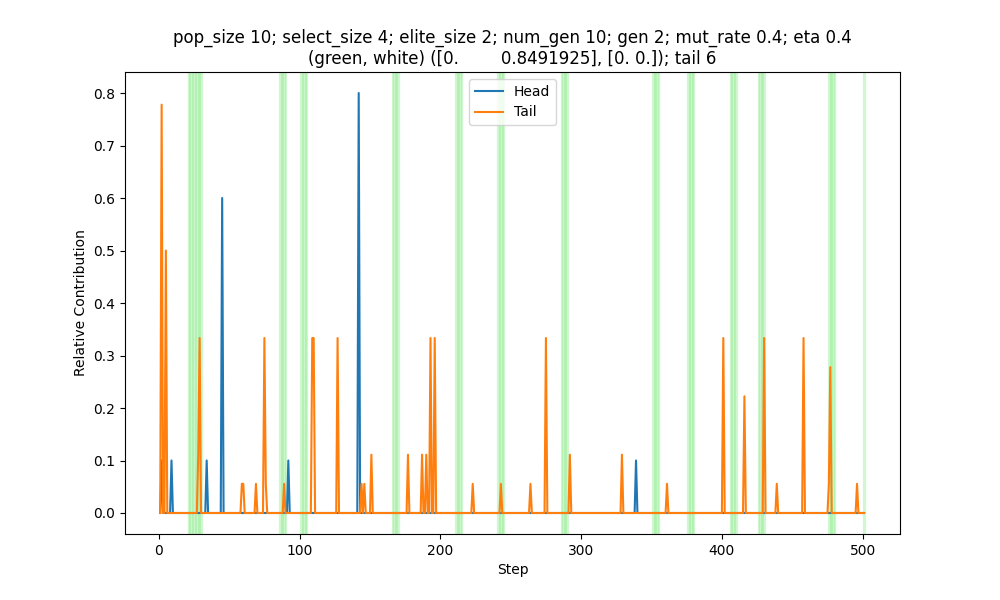 pop_size 10; select_size 4; elite_size 2; num_gen 10; gen 2; mut_rate 0.4; eta 0.4
(green, white) ([0. 0.8491925], [0. 0.]); tail 6
Head
Tail
Relative Contribution
0.8
0.7
0.6
0.5
0.4
0.3
0.2
0.1
0.0
0 100 200 300 400 500
Step